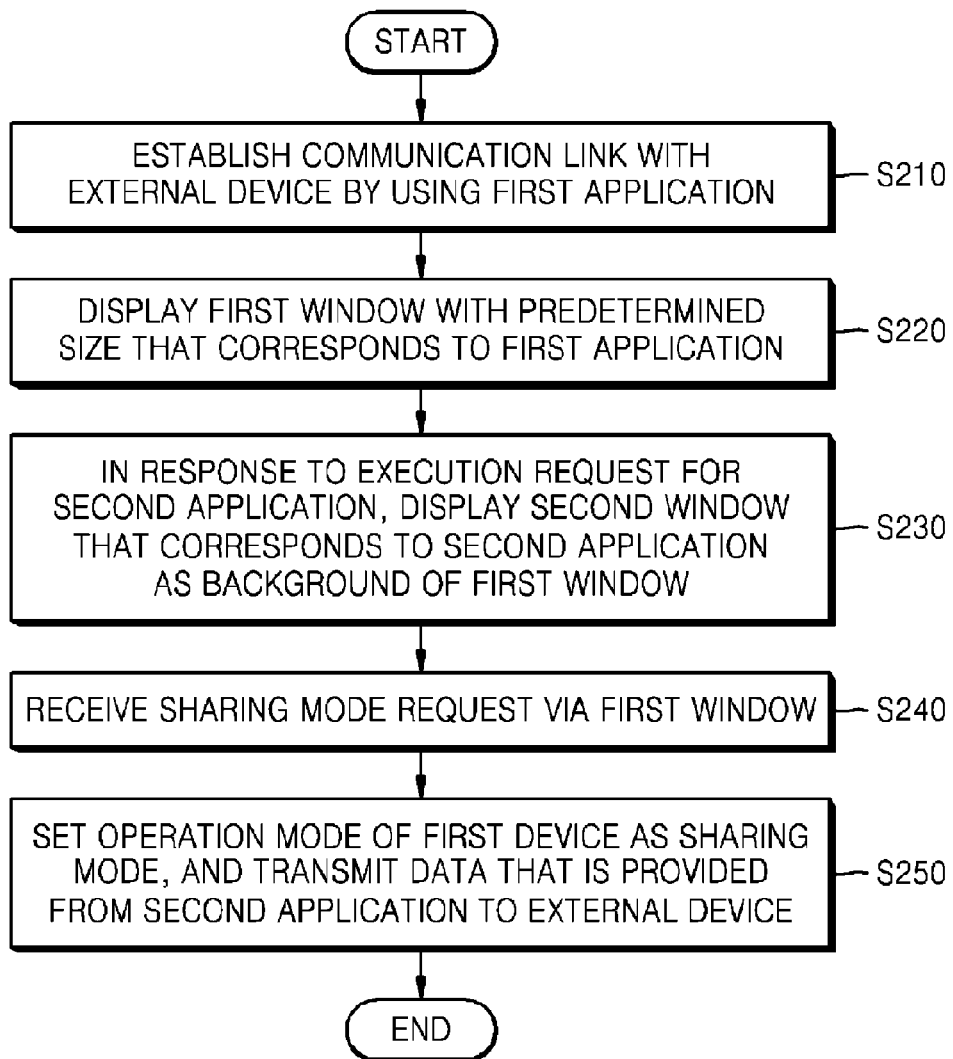 START
ESTABLISH COMMUNICATION LINK WITH
EXTERNAL DEVICE BY USING FIRST APPLICATION
S210
DISPLAY FIRST WINDOW WITH PREDETERMINED
SIZE THAT CORRESPONDS TO FIRST APPLICATION
S220
IN RESPONSE TO EXECUTION REQUEST FOR
SECOND APPLICATION, DISPLAY SECOND WINDOW
THAT CORRESPONDS TO SECOND APPLICATION
AS BACKGROUND OF FIRST WINDOW
S230
RECEIVE SHARING MODE REQUEST VIA FIRST WINDOW
S240
SET OPERATION MODE OF FIRST DEVICE AS SHARING
MODE, AND TRANSMIT DATA THAT IS PROVIDED
FROM SECOND APPLICATION TO EXTERNAL DEVICE
S250
END